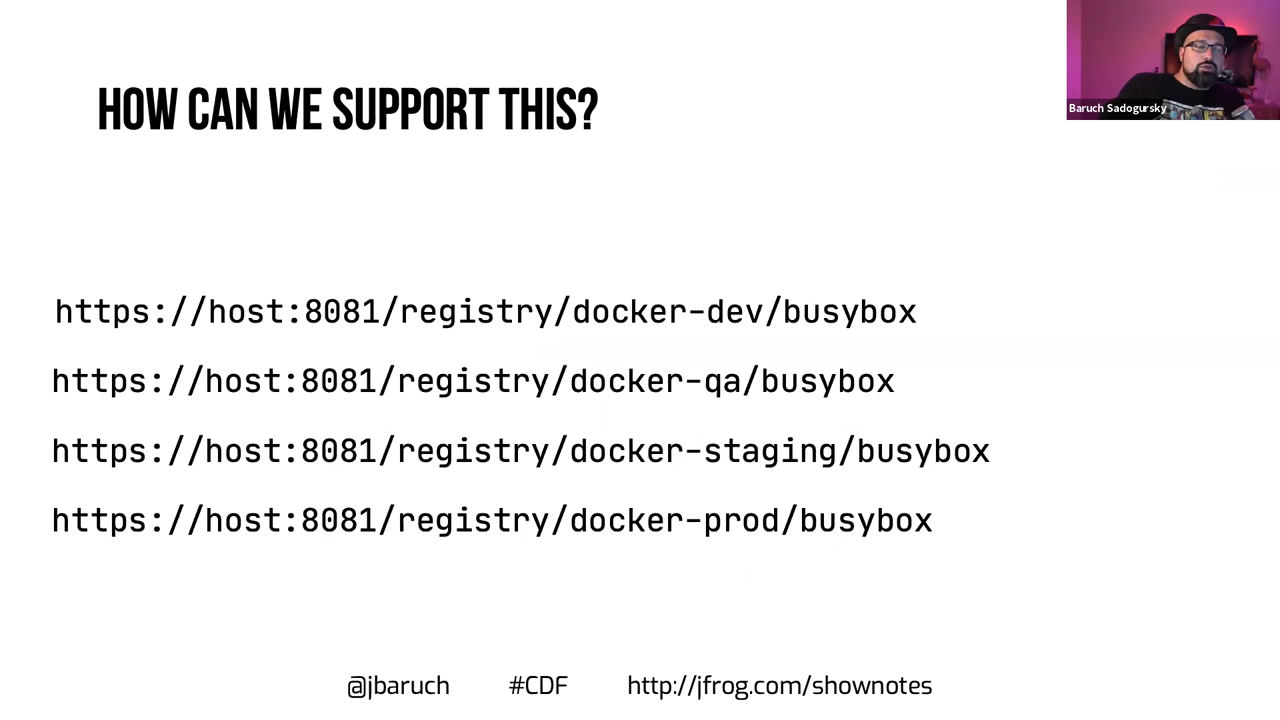 HOW CAN WE SUPPORT THIS?
Baruch Sadogursky
https://host:8081/registry/docker-dev/busybox
https://host:8081/registry/docker-qa/busybox
https://host:8081/registry/docker-staging/busybox
https://host:8081/registry/docker-prod/busybox
@jbaruch #CDF http://jfrog.com/shownotes